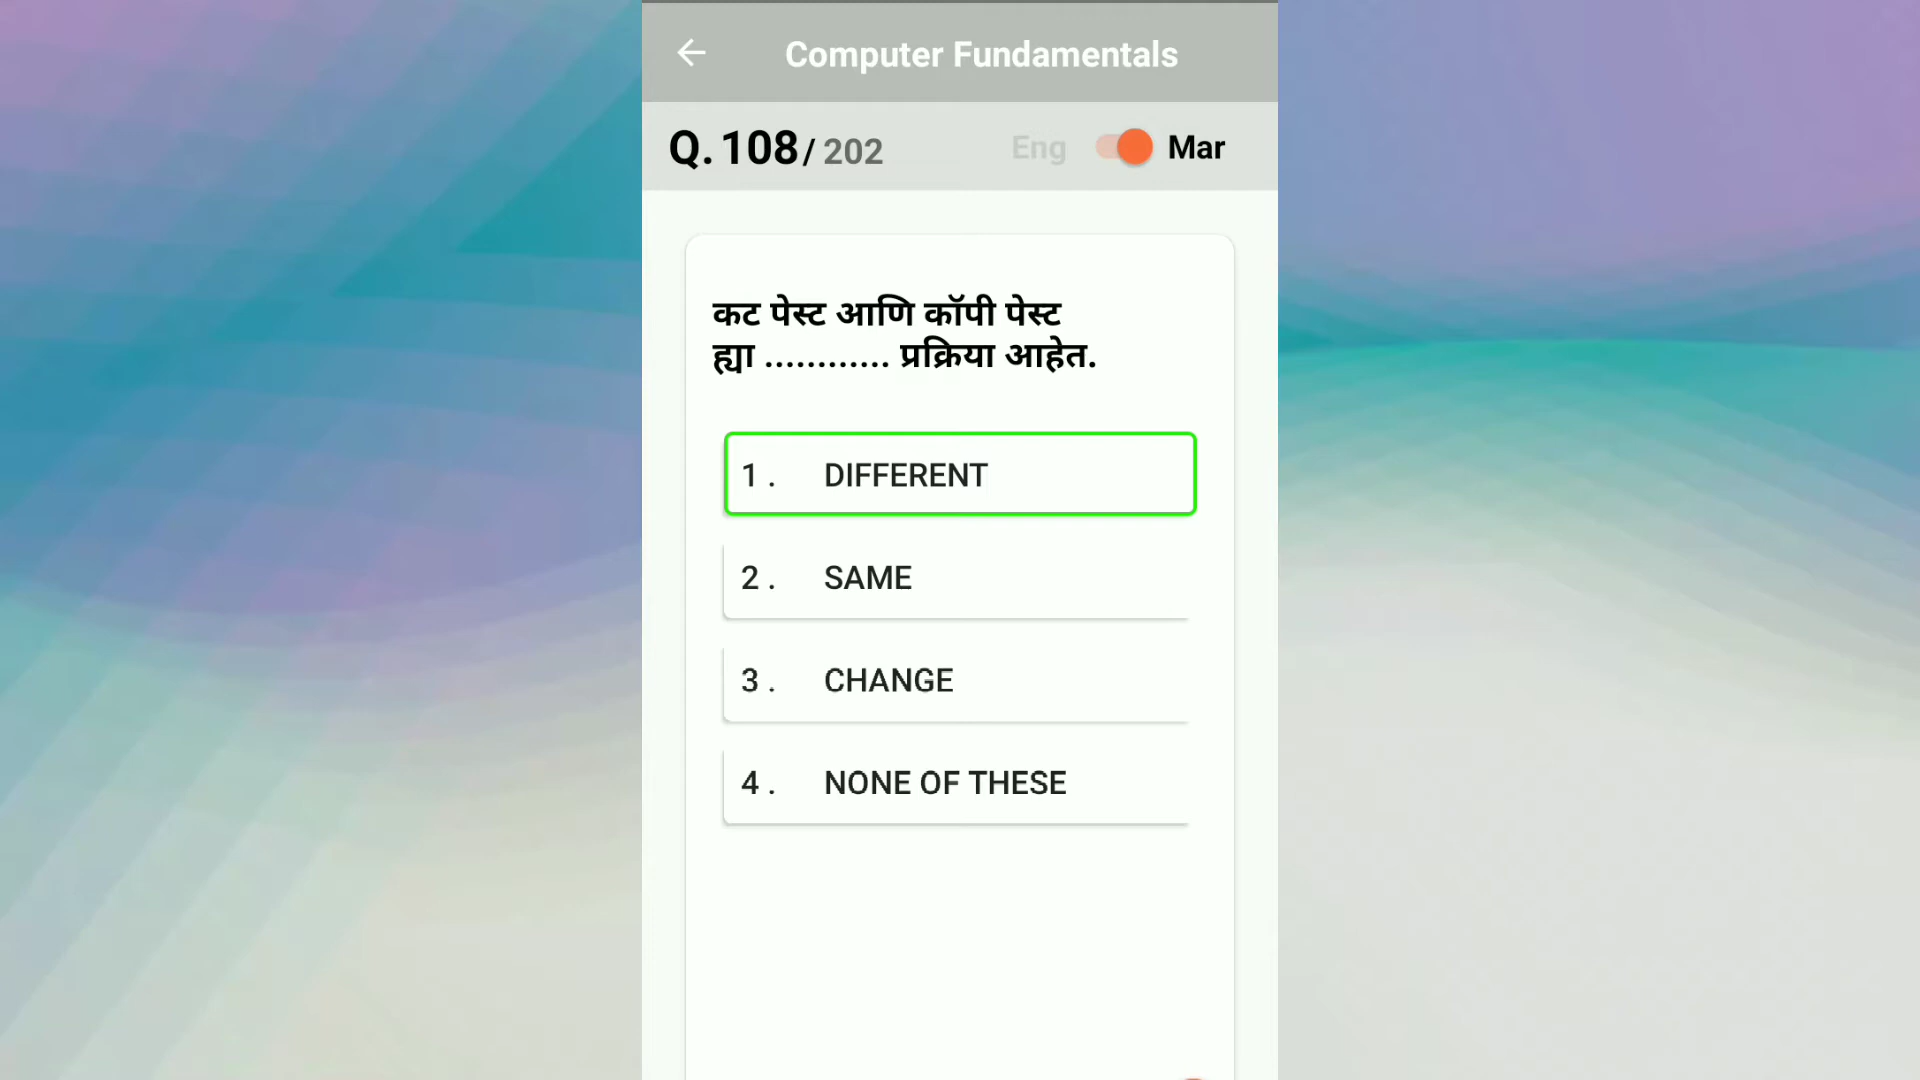 Computer Fundamentals
Q. 108 / 202 Eng Mar
कट पेस्ट आणि कॉपी पेस्ट
ह्या ............ प्रक्रिया आहेत.
1 . DIFFERENT
2 . SAME
3 . CHANGE
4 . NONE OF THESE